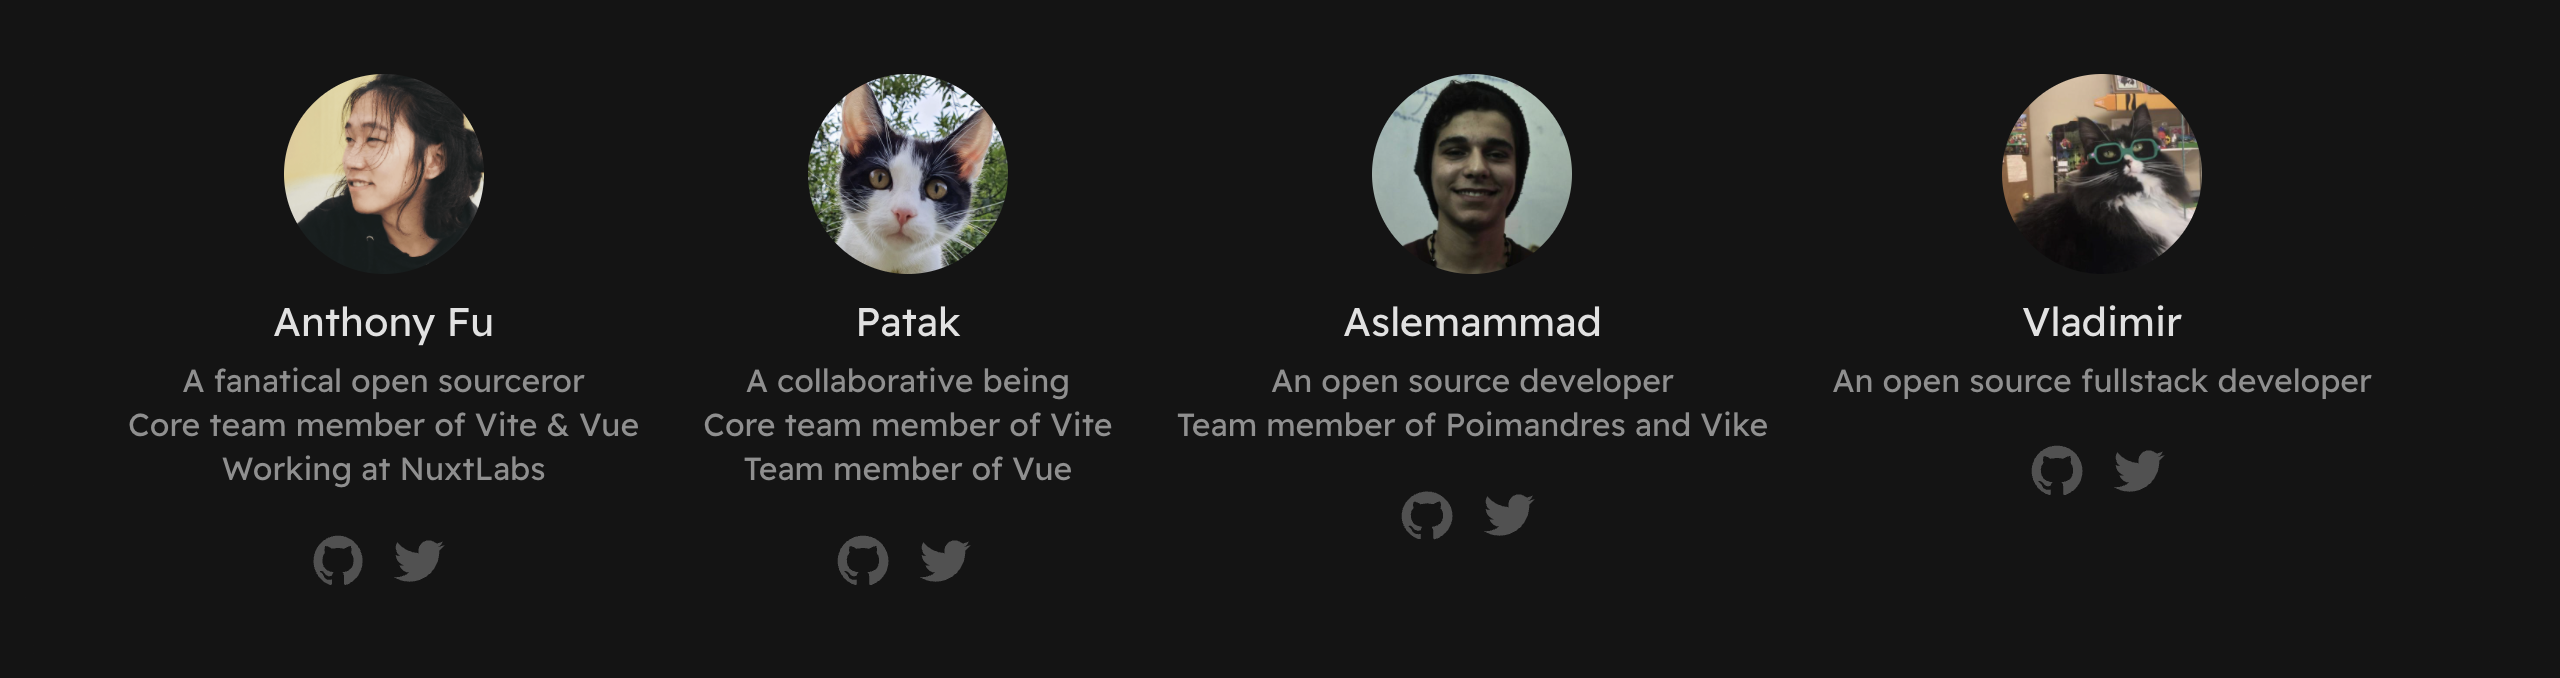 Anthony Fu
A fanatical open sourceror
Core team member of Vite & Vue
Working at NuxtLabs
Patak
A collaborative being
Core team member of Vite
Team member of Vue
Aslemammad
An open source developer
Team member of Poimandres and Vike
Vladimir
An open source fullstack developer